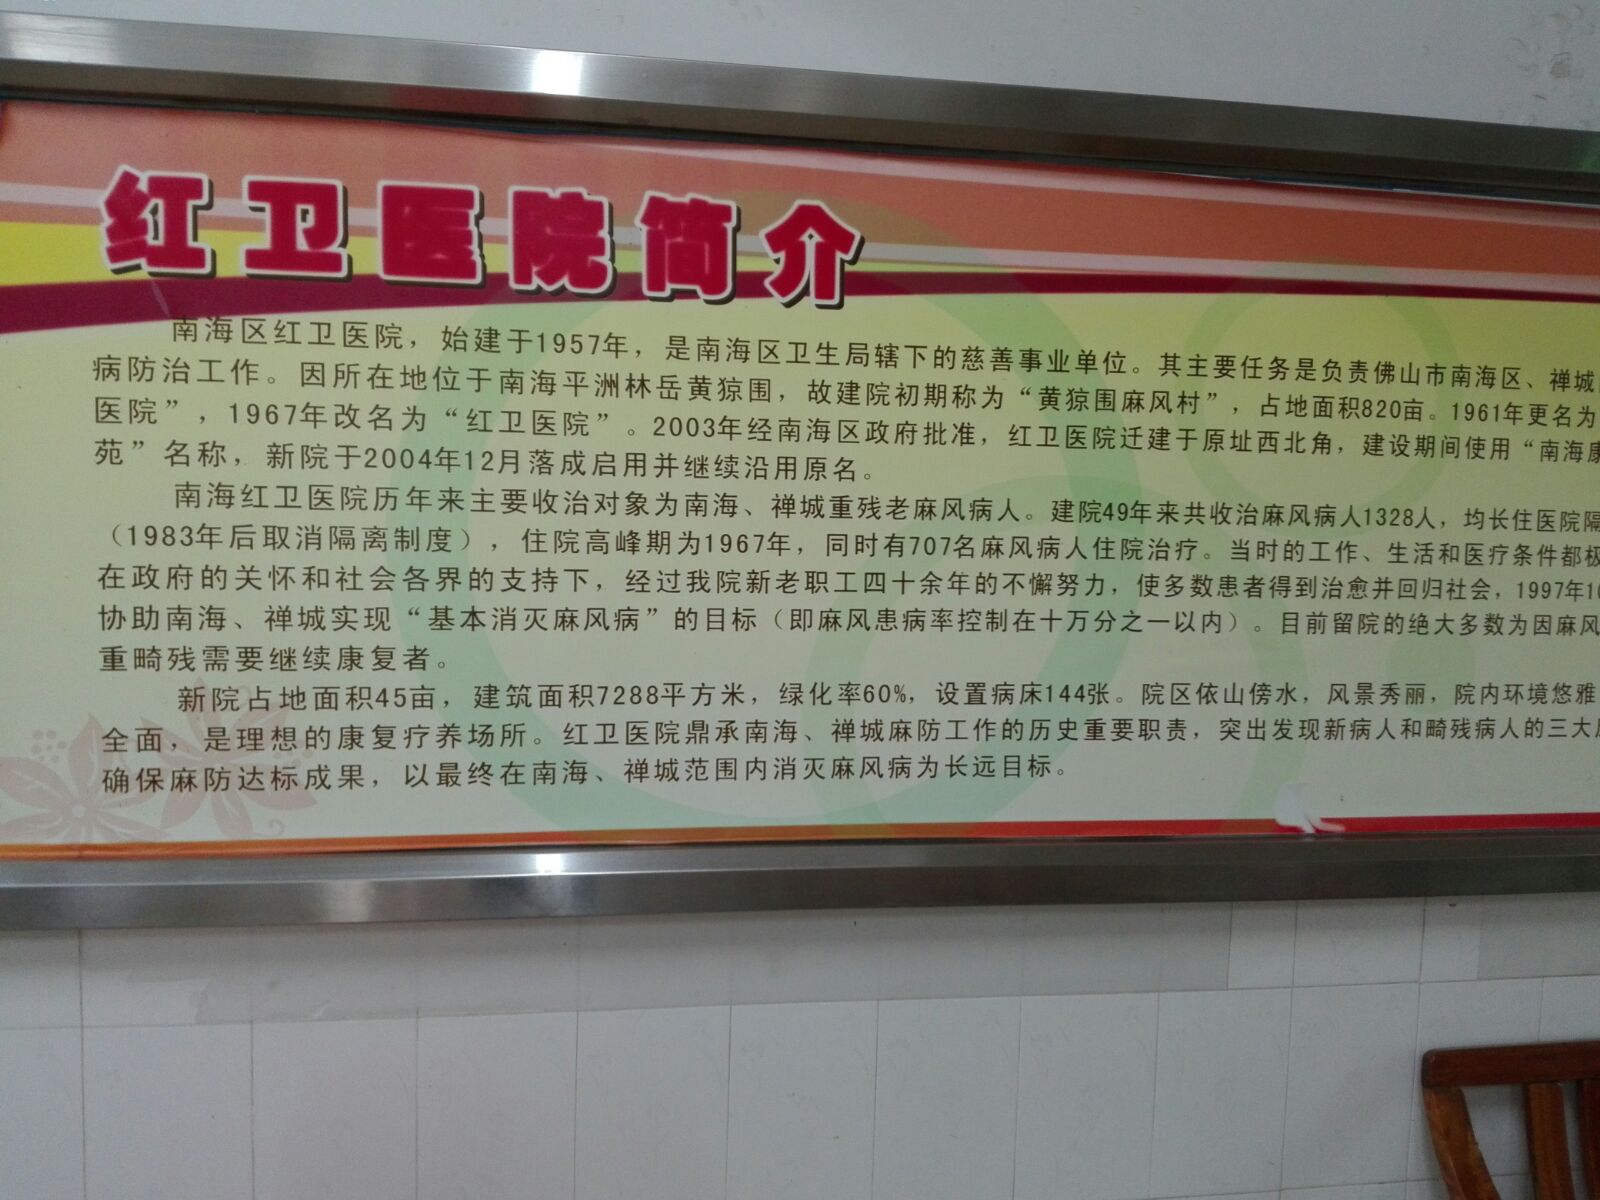 红卫医院简介
南海区红卫医院，始建于1957年，是南海区卫生局辖下的慈善事业单位。其主要任务是负责佛山市南海区、禅城
病防治工作。因所在地位于南海平洲林岳黄猄围，故建院初期称为“黄猄围麻风村”，占地面积820亩。1961年更名为
医院”，1967年改名为“红卫医院”。2003年经南海区政府批准，红卫医院迁建于原址西北角，建设期间使用“南海康
苑”名称，新院于2004年12月落成启用并继续沿用原名。
南海红卫医院历年来主要收治对象为南海、禅城重残老麻风病人。建院49年来共收治麻风病人1328人，均长住医院隔
（1983年后取消隔离制度），住院高峰期为1967年，同时有707名麻风病人住院治疗。当时的工作、生活和医疗条件都极
在政府的关怀和社会各界的支持下，经过我院新老职工四十余年的不懈努力，使多数患者得到治愈并回归社会，1997年10
协助南海、禅城实现“基本消灭麻风病”的目标（即麻风患病率控制在十万分之一以内）。目前留院的绝大多数为因麻风
重畸残需要继续康复者。
新院占地面积45亩，建筑面积7288平方米，绿化率60%，设置病床144张。院区依山傍水，风景秀丽，院内环境悠雅
全面，是理想的康复疗养场所。红卫医院鼎承南海、禅城麻防工作的历史重要职责，突出发现新病人和畸残病人的三大
确保麻防达标成果，以最终在南海、禅城范围内消灭麻风病为长远目标。